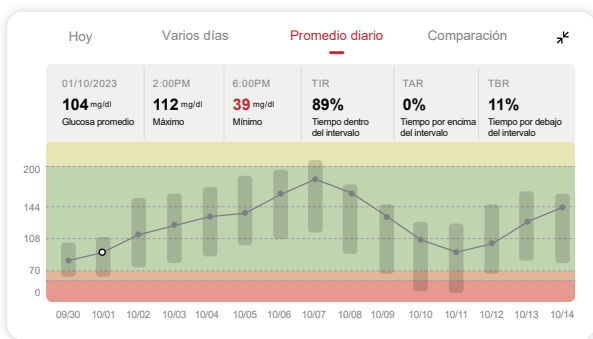 Hoy Varios días Promedio diario Comparación
01/10/2023 2:00PM 6:00PM TIR TAR TBR
104 mg/dl 112 mg/dl 39 mg/dl 89% 0% 11%
Glucosa promedio Máximo Mínimo Tiempo dentro Tiempo por encima Tiempo por debajo
del intervalo del intervalo del intervalo
200
144
108
70
0
09/30 10/01 10/02 10/03 10/04 10/05 10/06 10/07 10/08 10/09 10/10 10/11 10/12 10/13 10/14